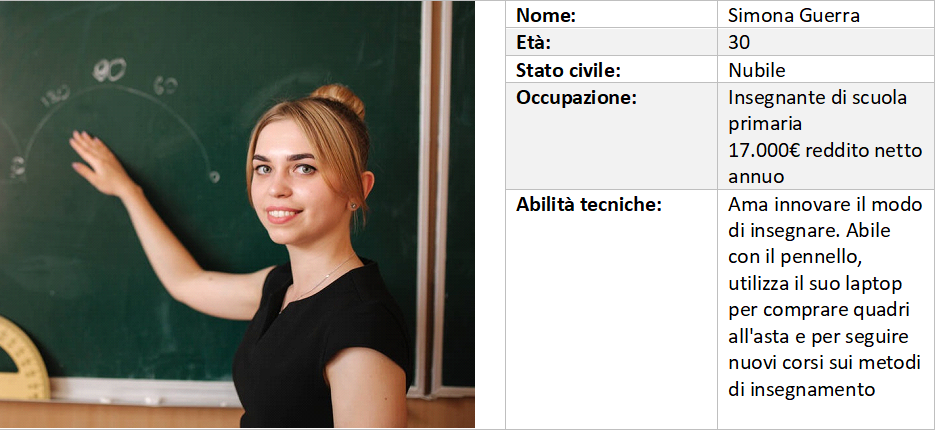 180 90 60
0
Nome: Simona Guerra
Età: 30
Stato civile: Nubile
Occupazione: Insegnante di scuola
primaria
17.000€ reddito netto
annuo
Abilità tecniche: Ama innovare il modo
di insegnare. Abile
con il pennello,
utilizza il suo laptop
per comprare quadri
all'asta e per seguire
nuovi corsi sui metodi
di insegnamento